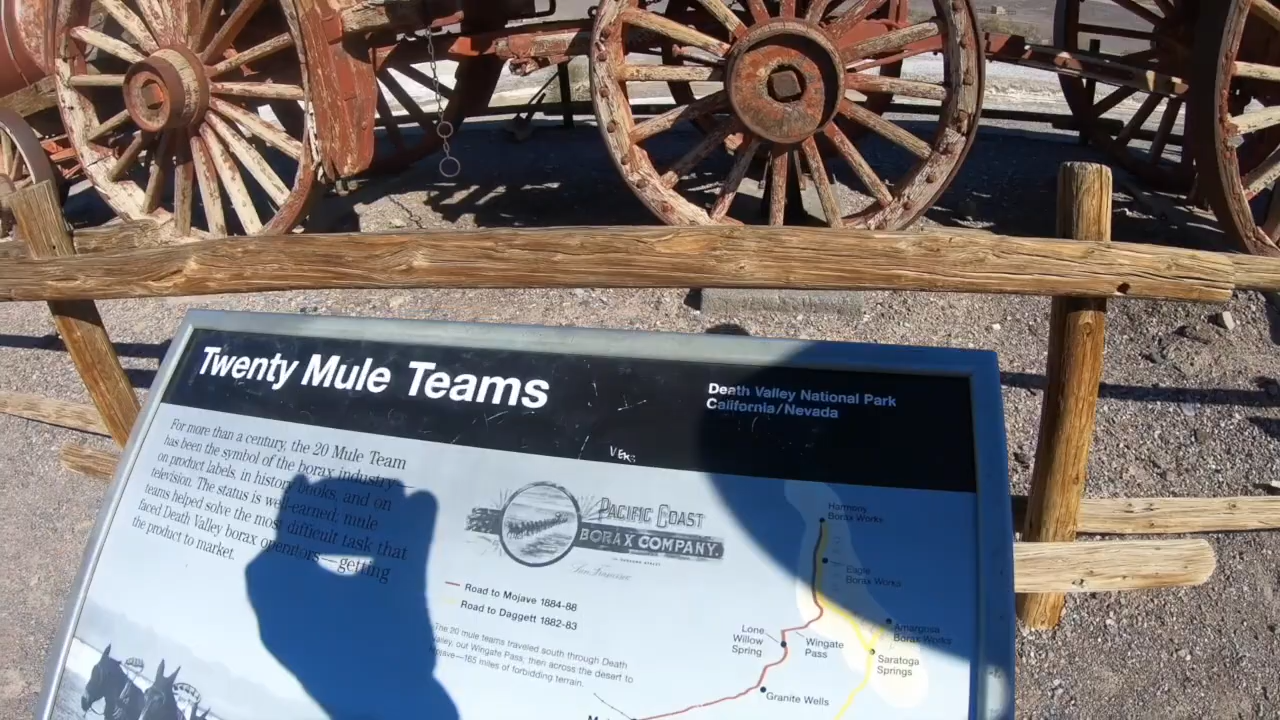 Twenty Mule Teams
Death Valley National Park
California/Nevada
For more than a century, the 20 Mule Team
has been the symbol of the borax industry—
on product labels, in history books, and on
television. The status is well-earned, mule
teams helped solve the most difficult task that
faced Death Valley borax operators—getting
the product to market.
PACIFIC COAST
BORAX COMPANY.
San Francisco
Road to Mojave 1884-88
Road to Daggett 1882-83
The 20 mule teams traveled south through Death
Valley, out Wingate Pass, then across the desert to
Mojave—165 miles of forbidding terrain.
Harmony
Borax Works
Eagle
Borax Works
Amargosa
Borax Works
Lone
Willow
Spring
Wingate
Pass
Saratoga
Springs
Granite Wells